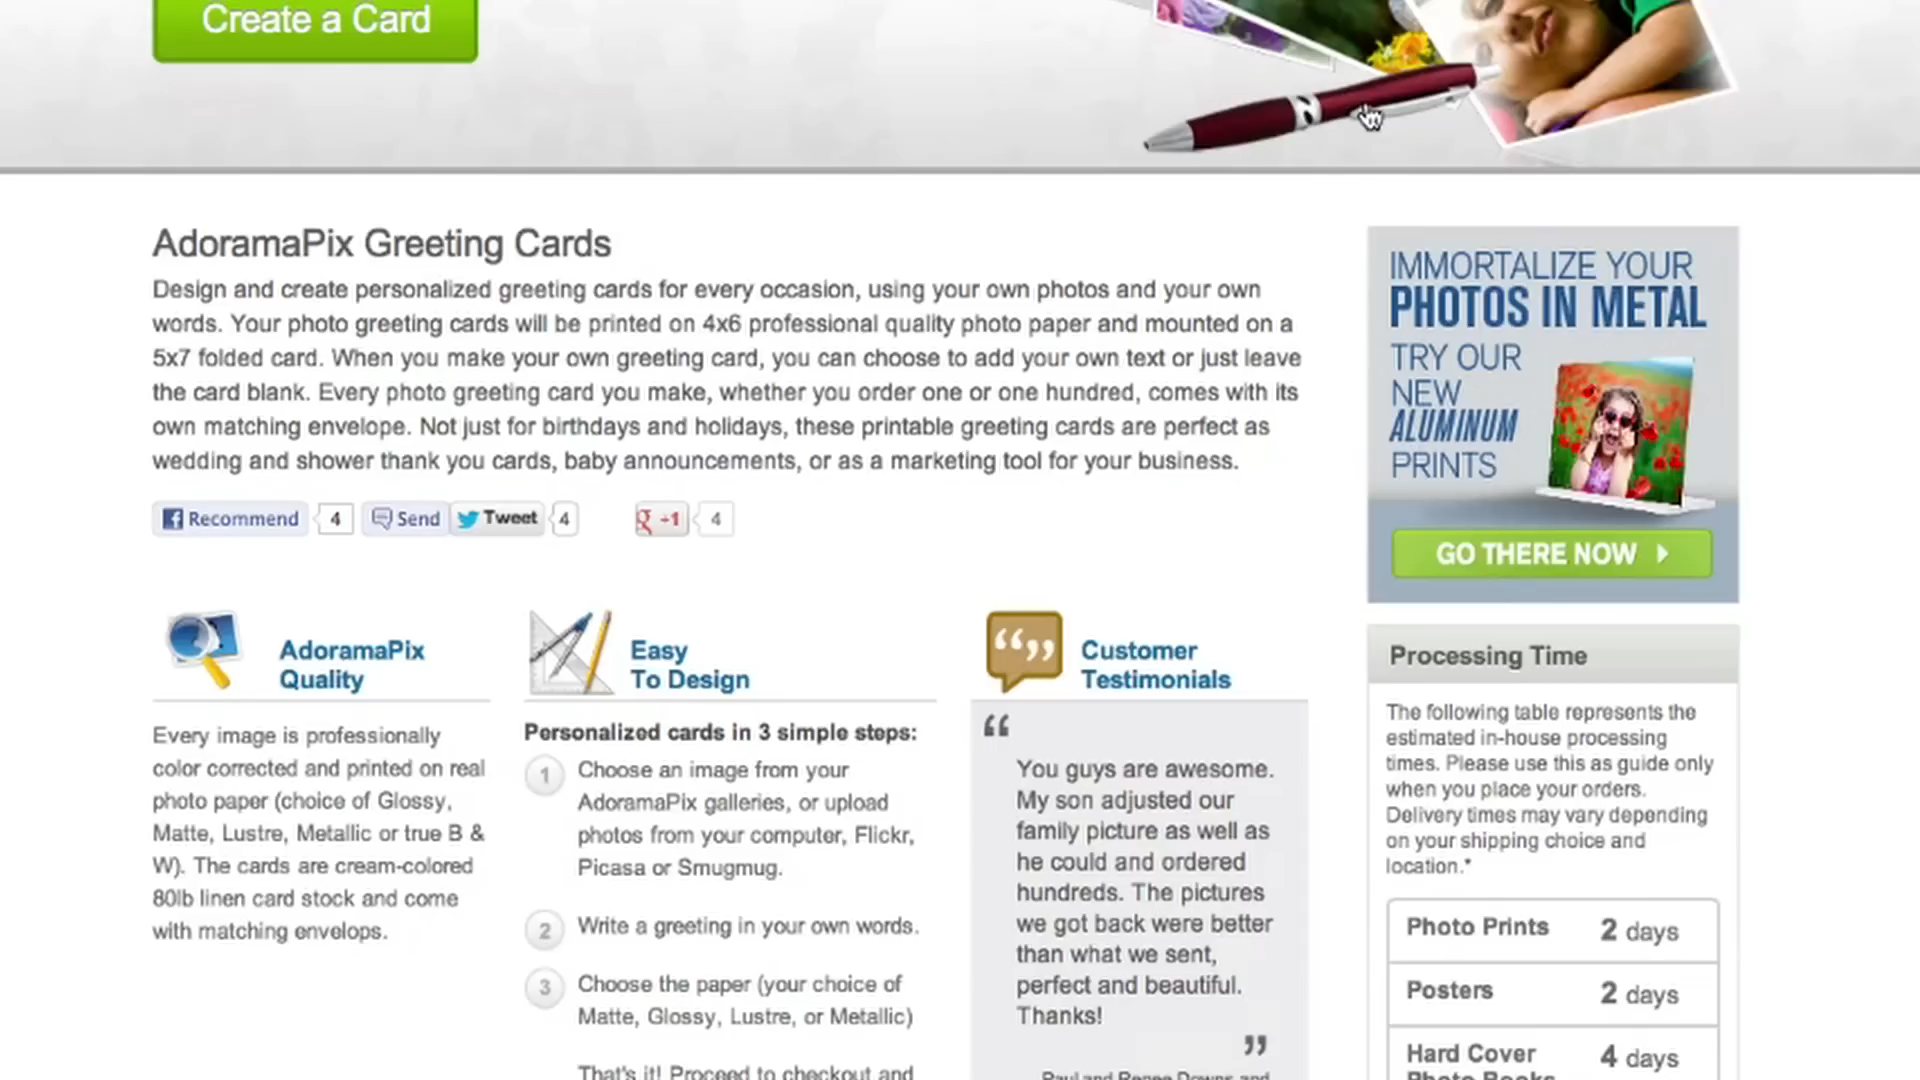 Create a Card
AdoramaPix Greeting Cards
Design and create personalized greeting cards for every occasion, using your own photos and your own
words. Your photo greeting cards will be printed on 4x6 professional quality photo paper and mounted on a
5x7 folded card. When you make your own greeting card, you can choose to add your own text or just leave
the card blank. Every photo greeting card you make, whether you order one or one hundred, comes with its
own matching envelope. Not just for birthdays and holidays, these printable greeting cards are perfect as
wedding and shower thank you cards, baby announcements, or as a marketing tool for your business.
Recommend 4 Send Tweet 4 +1 4
AdoramaPix
Quality
Every image is professionally
color corrected and printed on real
photo paper (choice of Glossy,
Matte, Lustre, Metallic or true B &
W). The cards are cream-colored
80lb linen card stock and come
with matching envelops.
Easy
To Design
Personalized cards in 3 simple steps:
1 Choose an image from your
AdoramaPix galleries, or upload
photos from your computer, Flickr,
Picasa or Smugmug.
2 Write a greeting in your own words.
3 Choose the paper (your choice of
Matte, Glossy, Lustre, or Metallic)
That's it! Proceed to checkout and
Customer
Testimonials
“
You guys are awesome.
My son adjusted our
family picture as well as
he could and ordered
hundreds. The pictures
we got back were better
than what we sent,
perfect and beautiful.
Thanks!
”
Paul and Renee Downs and
IMMORTALIZE YOUR
PHOTOS IN METAL
TRY OUR
NEW
ALUMINUM
PRINTS
GO THERE NOW
Processing Time
The following table represents the
estimated in-house processing
times. Please use this as guide only
when you place your orders.
Delivery times may vary depending
on your shipping choice and
location.*
Photo Prints 2 days
Posters 2 days
Hard Cover 4 days
Photo Books